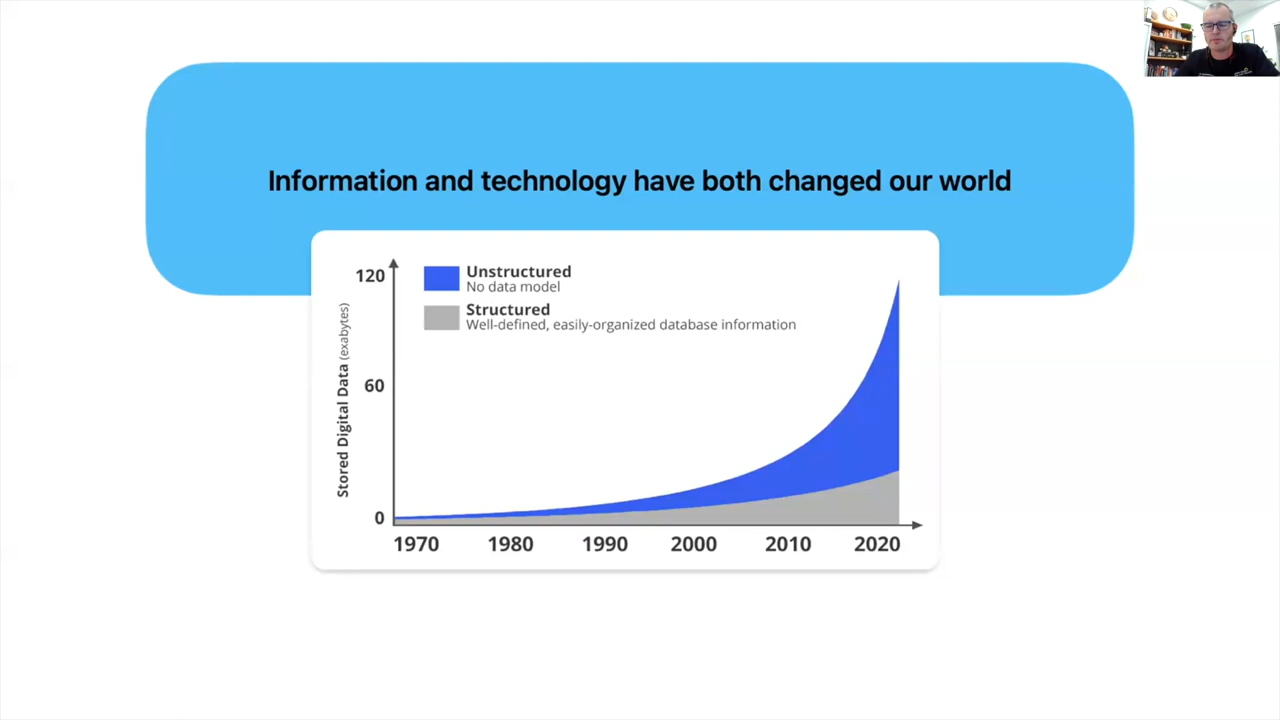 Information and technology have both changed our world
Unstructured
No data model
Structured
Well-defined, easily-organized database information
Stored Digital Data (exabytes)
120
60
0
1970 1980 1990 2000 2010 2020